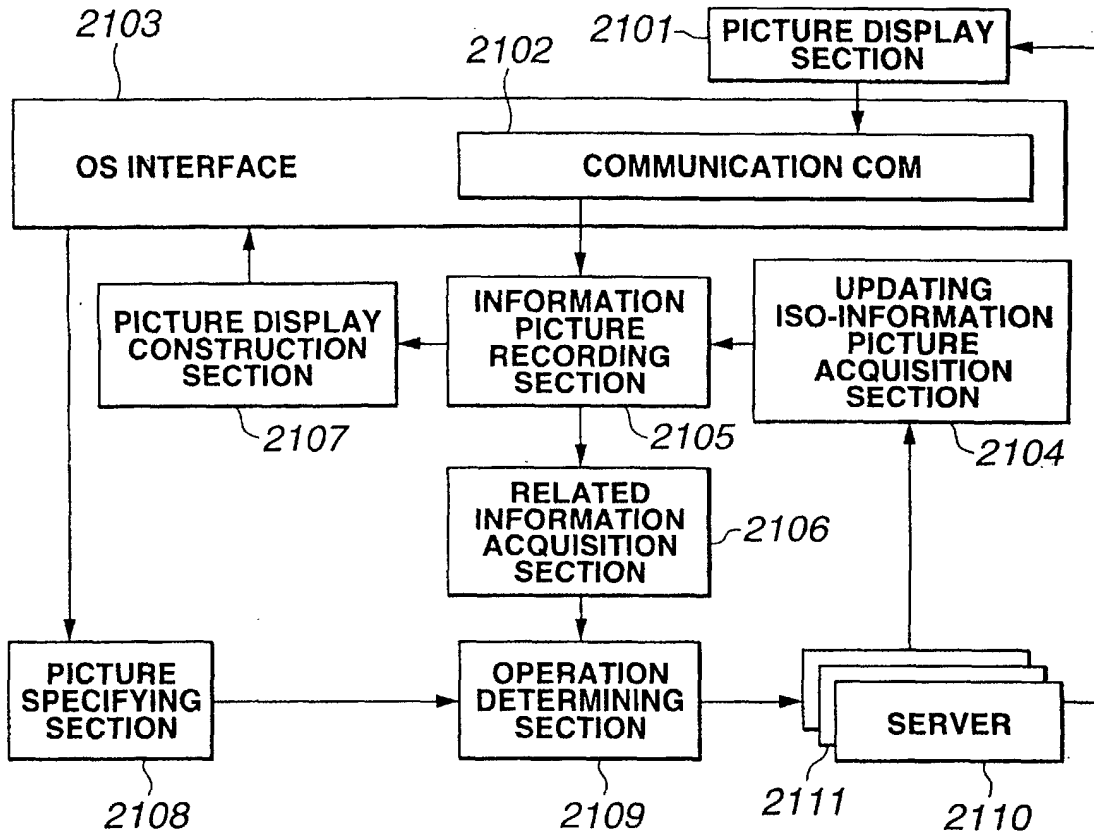 2103
2102
2101
PICTURE DISPLAY
SECTION
OS INTERFACE
COMMUNICATION COM
PICTURE DISPLAY
CONSTRUCTION
SECTION
2107
INFORMATION
PICTURE
RECORDING
SECTION
2105
UPDATING
ISO-INFORMATION
PICTURE
ACQUISITION
SECTION
2104
RELATED
INFORMATION
ACQUISITION
SECTION
2106
PICTURE
SPECIFYING
SECTION
2108
OPERATION
DETERMINING
SECTION
2109
SERVER
2111
2110